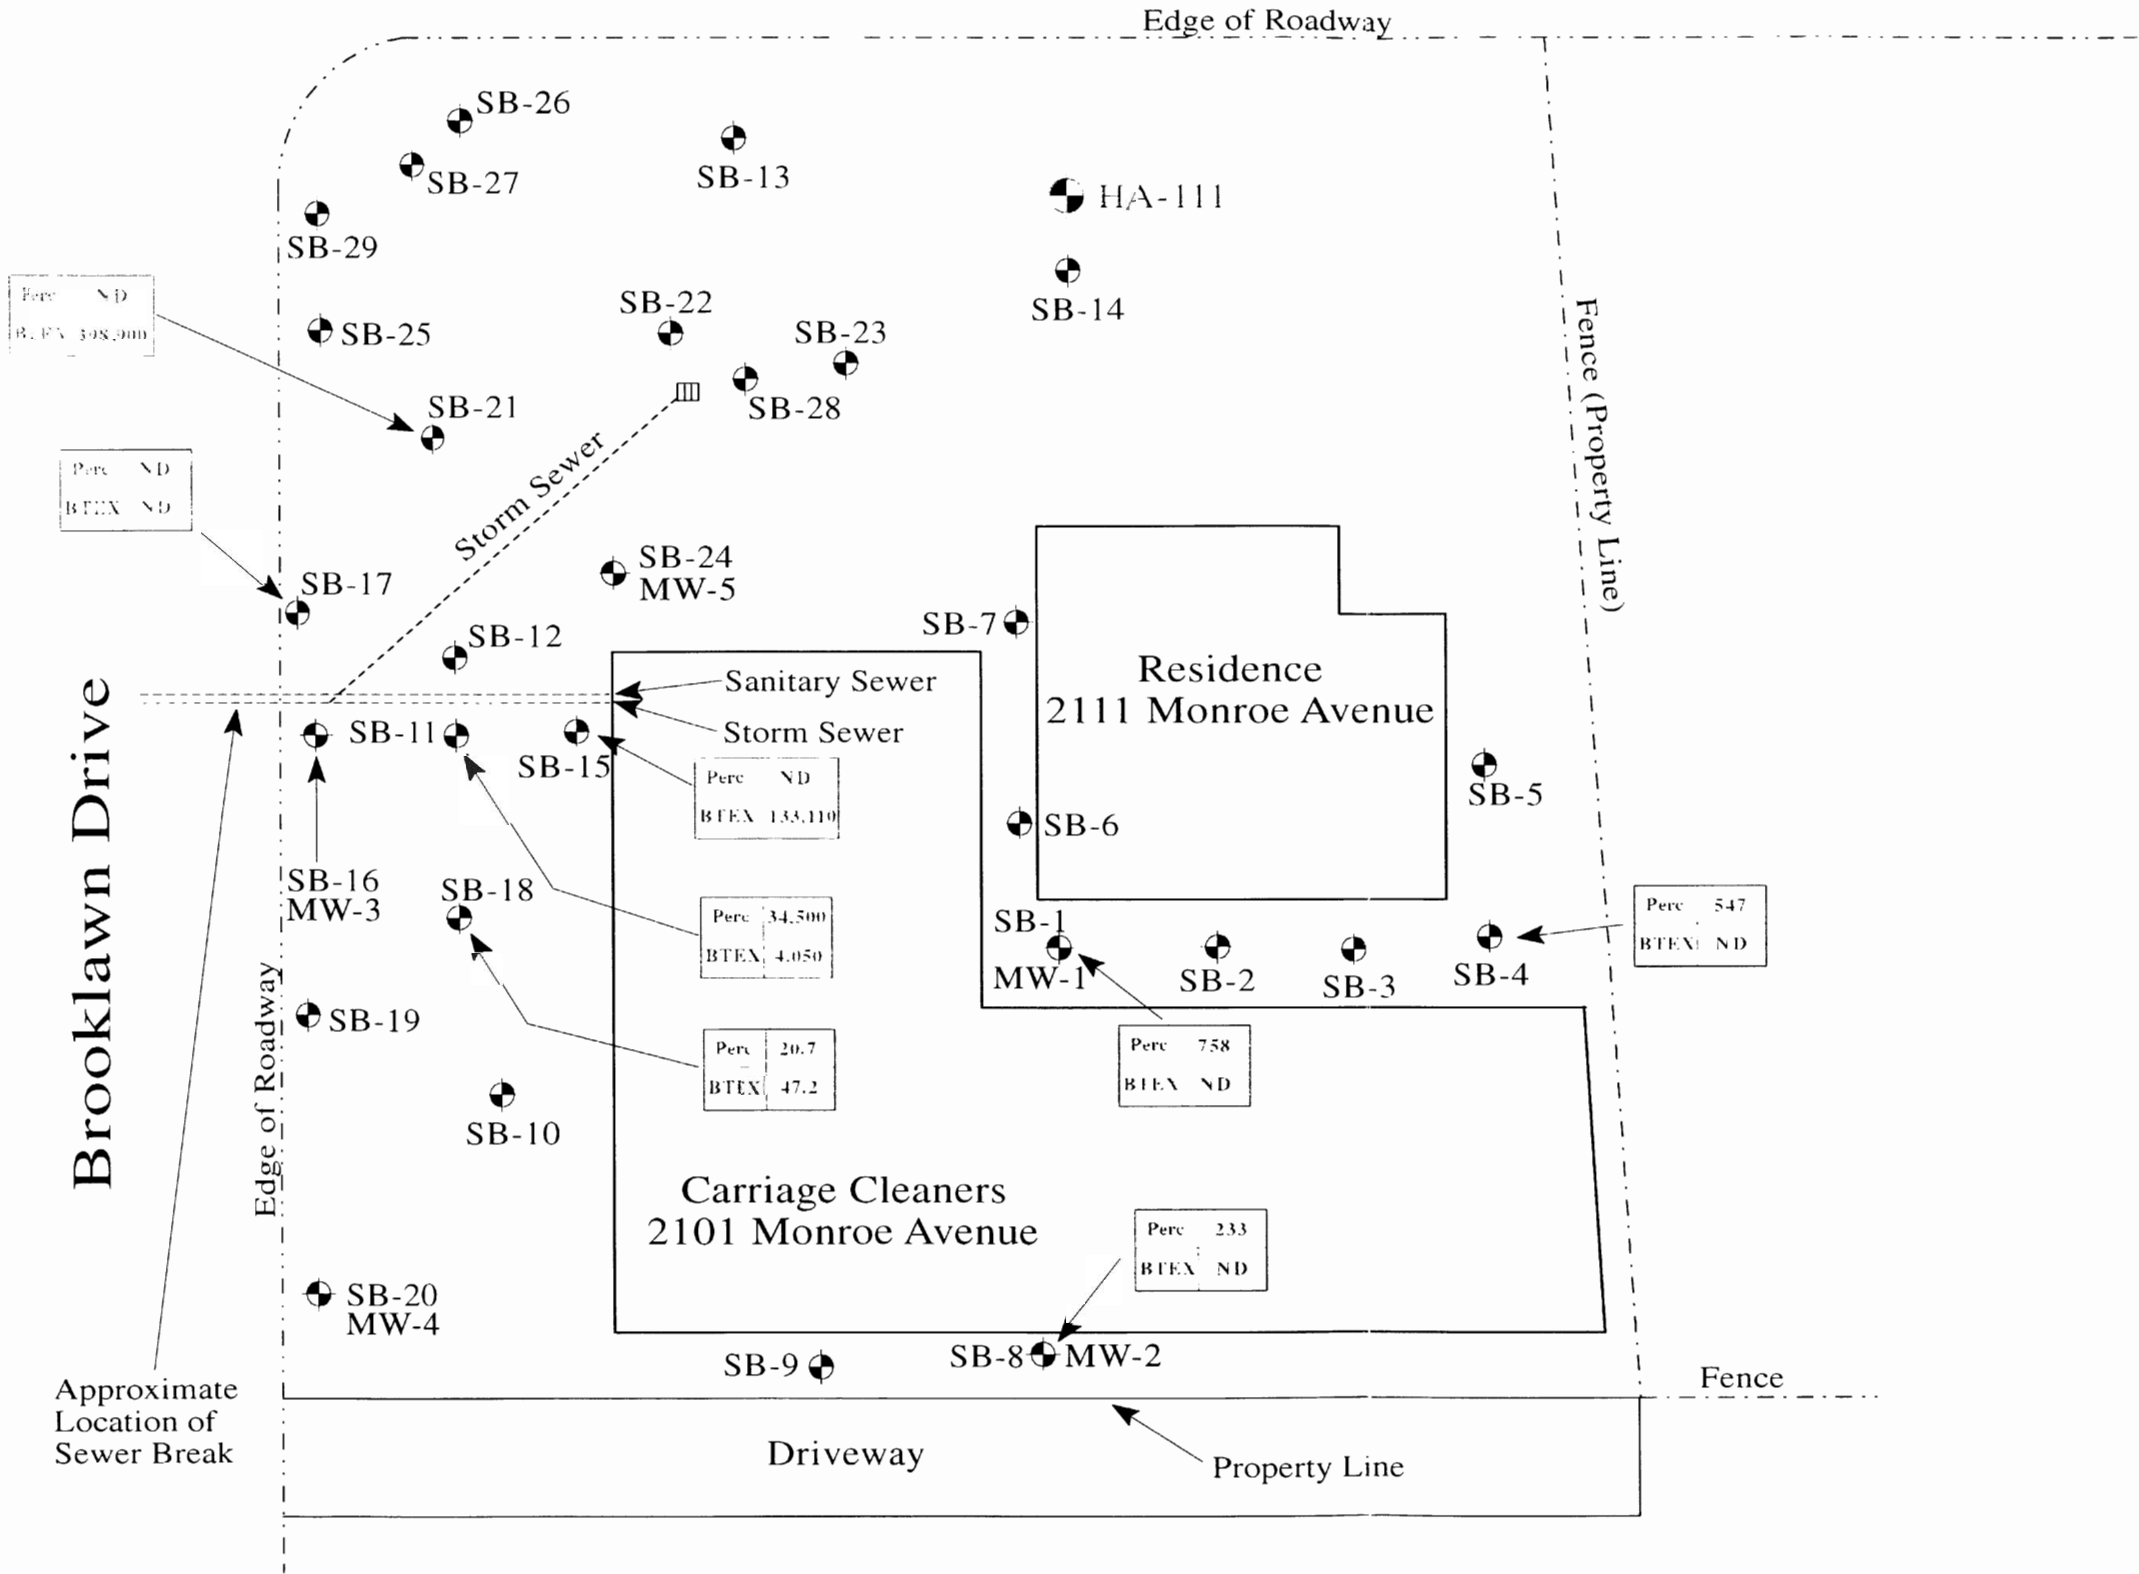 Edge of Roadway
SB-26
SB-27
SB-13
HA-111
SB-29
SB-14
Perc ND
BTEX 398,900
SB-25
SB-22
SB-23
SB-28
SB-21
Fence (Property Line)
Perc ND
BTEX ND
Storm Sewer
SB-17
SB-24
MW-5
SB-12
SB-7
Residence
2111 Monroe Avenue
Sanitary Sewer
Storm Sewer
SB-11
SB-15
Perc ND
BTEX 133,110
SB-5
SB-6
Brooklawn Drive
SB-16
MW-3
SB-18
Perc 34,500
BTEX 4,050
SB-1
MW-1
SB-2
SB-3
SB-4
Perc 547
BTEX ND
Edge of Roadway
SB-19
Perc 20.7
BTEX 47.2
Perc 758
BTEX ND
SB-10
Carriage Cleaners
2101 Monroe Avenue
Perc 233
BTEX ND
SB-20
MW-4
SB-9
SB-8
MW-2
Approximate
Location of
Sewer Break
Fence
Driveway
Property Line